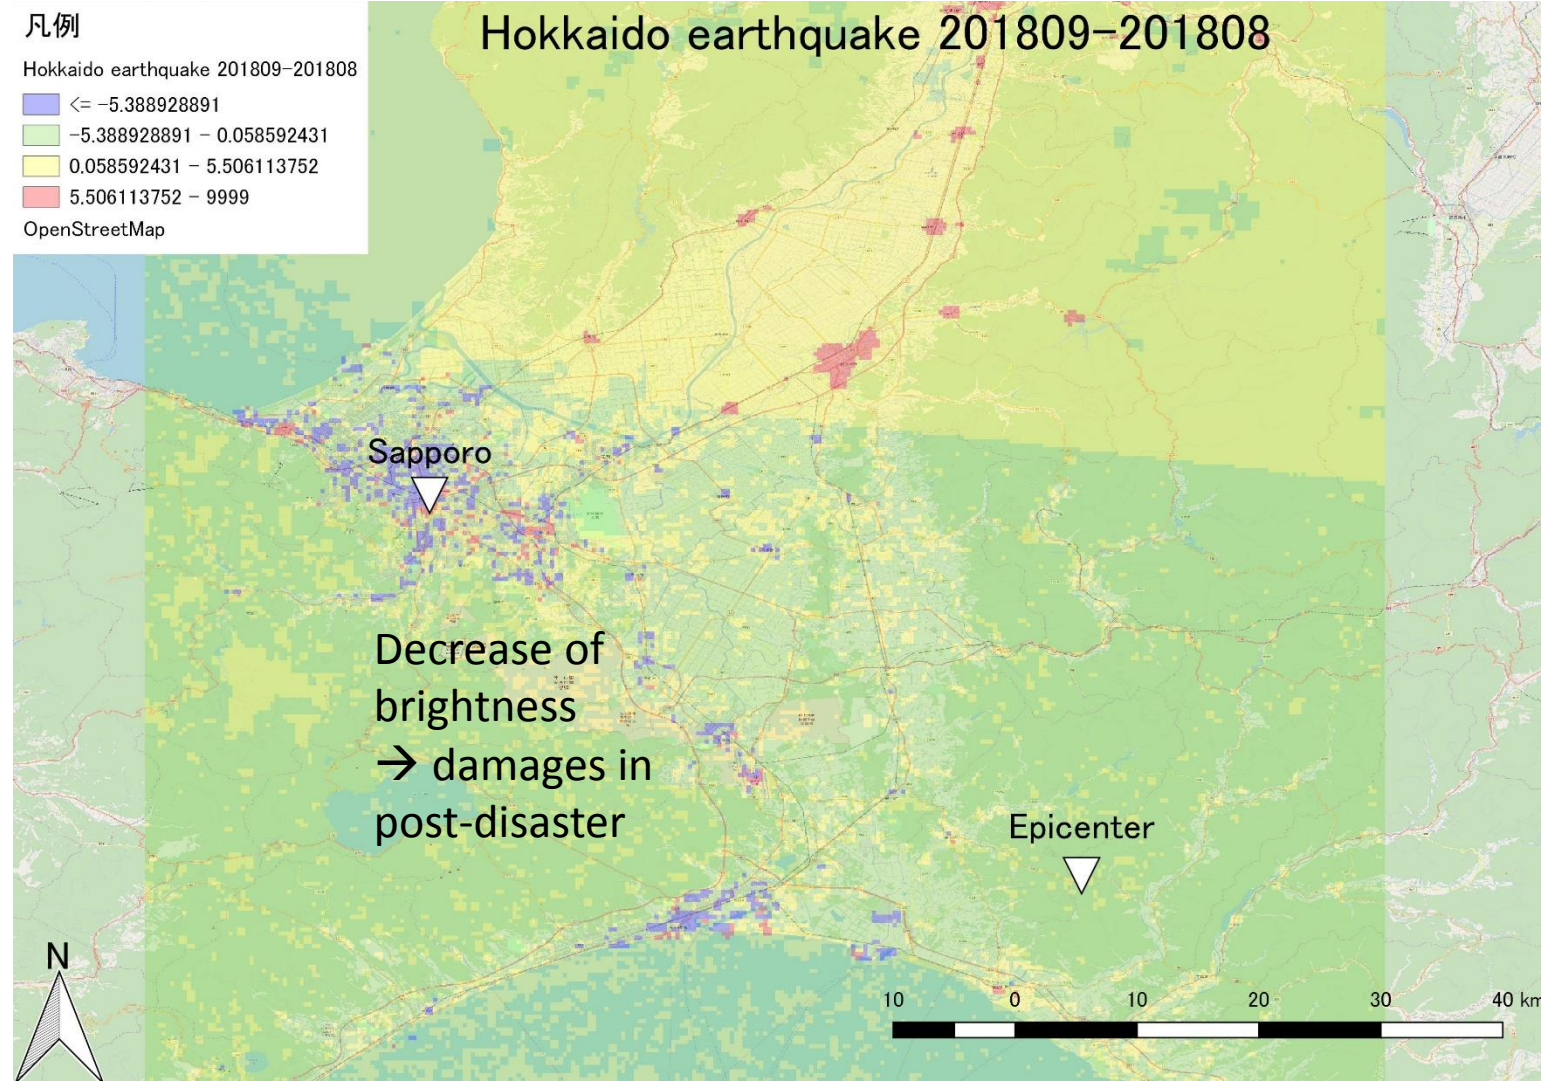 凡例
Hokkaido earthquake 201809-201808
Hokkaido earthquake 201809-201808
<= -5.388928891
-5.388928891 - 0.058592431
0.058592431 - 5.506113752
5.506113752 - 9999
OpenStreetMap
Sapporo
Decrease of
brightness
→ damages in
post-disaster
Epicenter
N
10 0 10 20 30 40 km